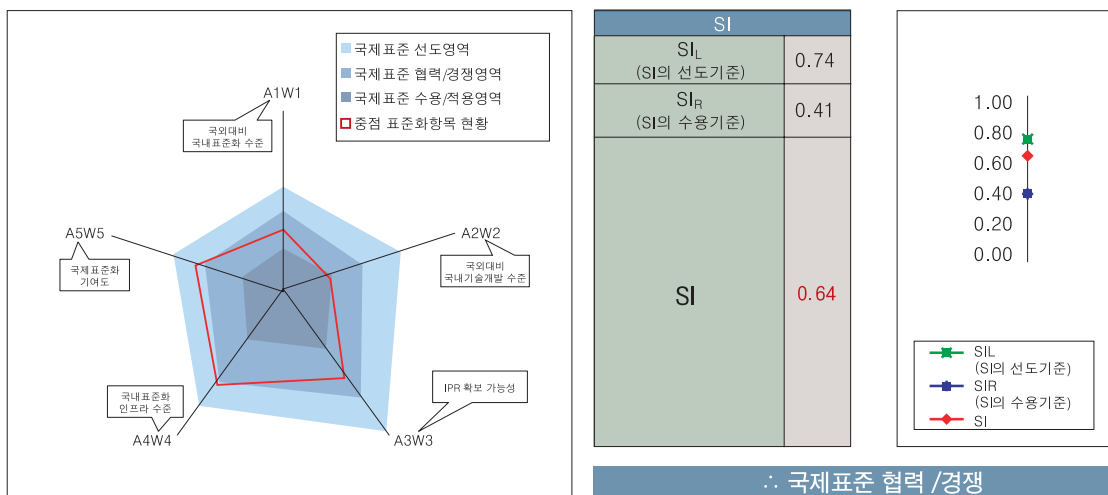 국제표준 선도영역
국제표준 협력/경쟁영역
국제표준 수용/적용영역
중점 표준화항목 현황
A1W1
국외대비
국내표준화 수준
A2W2
국외대비
국내기술개발 수준
IPR 확보 가능성
A3W3
국내표준화
인프라 수준
A4W4
A5W5
국제표준화
기여도
SI
SIL
(SI의 선도기준)
0.74
SIR
(SI의 수용기준)
0.41
SI
0.64
1.00
0.80
0.60
0.40
0.20
0.00
SIL
(SI의 선도기준)
SIR
(SI의 수용기준)
SI
∴ 국제표준 협력 /경쟁